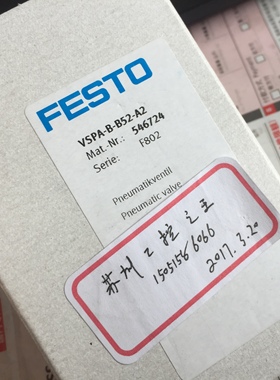 FESTO
VSPA-B-B52-A2
Mat.-Nr.: 546724
Serie: F802
Pneumatikventil
Pneumatic valve
苏州工控之王
15051566066
2017.3.20